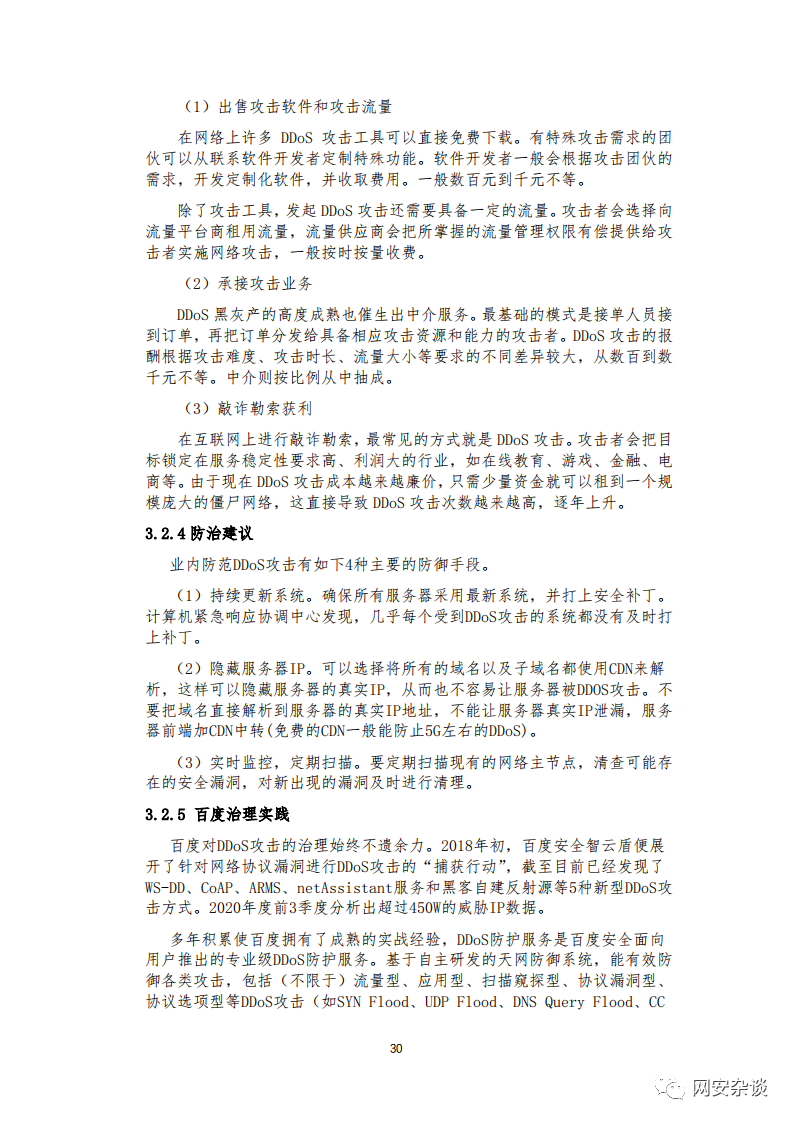 （1）出售攻击软件和攻击流量
在网络上许多 DDoS 攻击工具可以直接免费下载。有特殊攻击需求的团
伙可以从联系软件开发者定制特殊功能。软件开发者一般会根据攻击团伙的
需求，开发定制化软件，并收取费用。一般数百元到千元不等。
除了攻击工具，发起 DDoS 攻击还需要具备一定的流量。攻击者会选择向
流量平台商租用流量，流量供应商会把所掌握的流量管理权限有偿提供给攻
击者实施网络攻击，一般按时按量收费。
（2）承接攻击业务
DDoS 黑灰产的高度成熟也催生出中介服务。最基础的模式是接单人员接
到订单，再把订单分发给具备相应攻击资源和能力的攻击者。DDoS 攻击的报
酬根据攻击难度、攻击时长、流量大小等要求的不同差异较大，从数百到数
千元不等。中介则按比例从中抽成。
（3）敲诈勒索获利
在互联网上进行敲诈勒索，最常见的方式就是 DDoS 攻击。攻击者会把目
标锁定在服务稳定性要求高、利润大的行业，如在线教育、游戏、金融、电
商等。由于现在 DDoS 攻击成本越来越廉价，只需少量资金就可以租到一个规
模庞大的僵尸网络，这直接导致 DDoS 攻击次数越来越高，逐年上升。
3.2.4 防治建议
业内防范DDoS攻击有如下4种主要的防御手段。
（1）持续更新系统。确保所有服务器采用最新系统，并打上安全补丁。
计算机紧急响应协调中心发现，几乎每个受到DDoS攻击的系统都没有及时打
上补丁。
（2）隐藏服务器IP。可以选择将所有的域名以及子域名都使用CDN来解
析，这样可以隐藏服务器的真实IP，从而也不容易让服务器被DDOS攻击。不
要把域名直接解析到服务器的真实IP地址，不能让服务器真实IP泄漏，服务
器前端加CDN中转(免费的CDN一般能防止5G左右的DDoS)。
（3）实时监控，定期扫描。要定期扫描现有的网络主节点，清查可能存
在的安全漏洞，对新出现的漏洞及时进行清理。
3.2.5 百度治理实践
百度对DDoS攻击的治理始终不遗余力。2018年初，百度安全智云盾便展
开了针对网络协议漏洞进行DDoS攻击的“捕获行动”，截至目前已经发现了
WS-DD、CoAP、ARMS、netAssistant服务和黑客自建反射源等5种新型DDoS攻
击方式。2020年度前3季度分析出超过450W的威胁IP数据。
多年积累使百度拥有了成熟的实战经验，DDoS防护服务是百度安全面向
用户推出的专业级DDoS防护服务。基于自主研发的天网防御系统，能有效防
御各类攻击，包括（不限于）流量型、应用型、扫描窥探型、协议漏洞型、
协议选项型等DDoS攻击（如SYN Flood、UDP Flood、DNS Query Flood、CC
30
网安杂谈